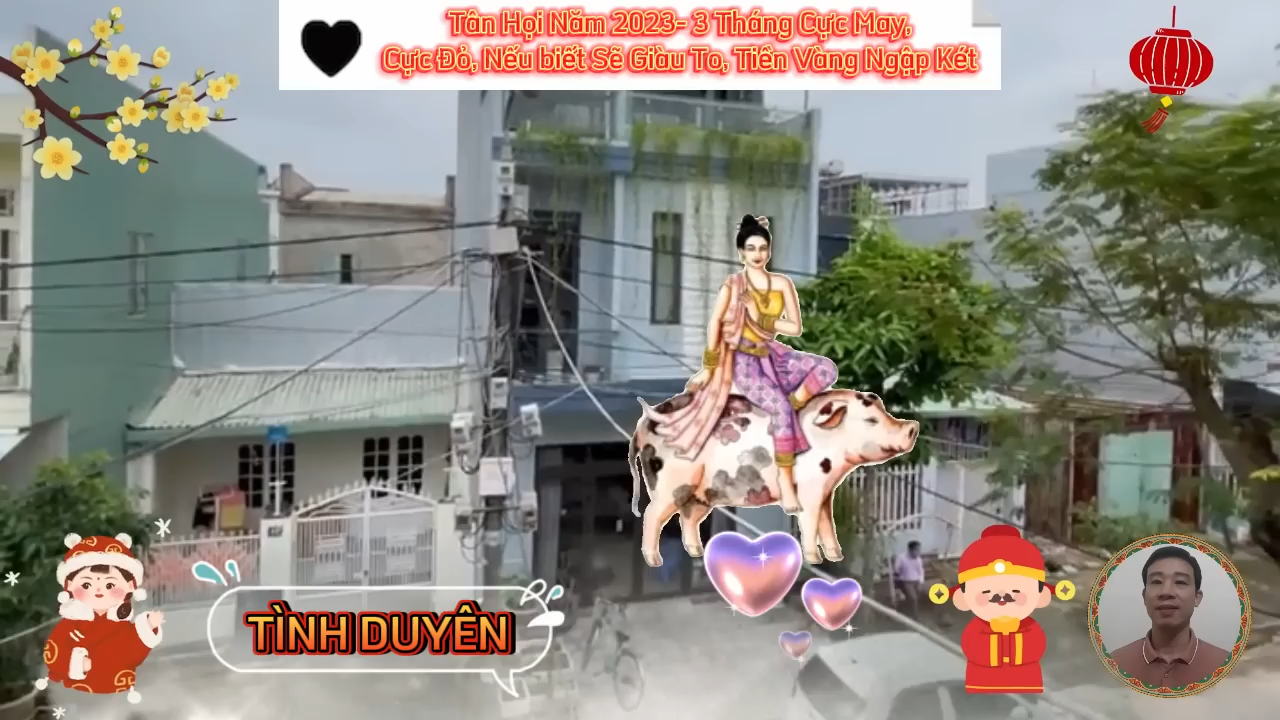 Tân Họi Năm 2023- 3 Tháng Cực May,
Cực Đỏ, Nếu biết Sẽ Giàu To, Tiền Vàng Ngập Két
TÌNH DUYÊN